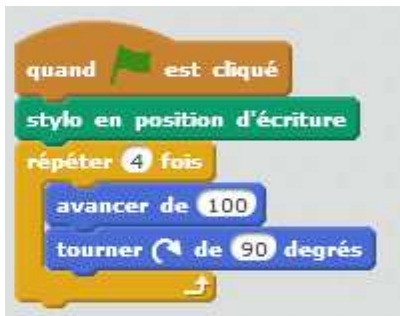 quand est cliqué
stylo en position d'écriture
répéter 4 fois
avancer de 100
tourner de 90 degrés